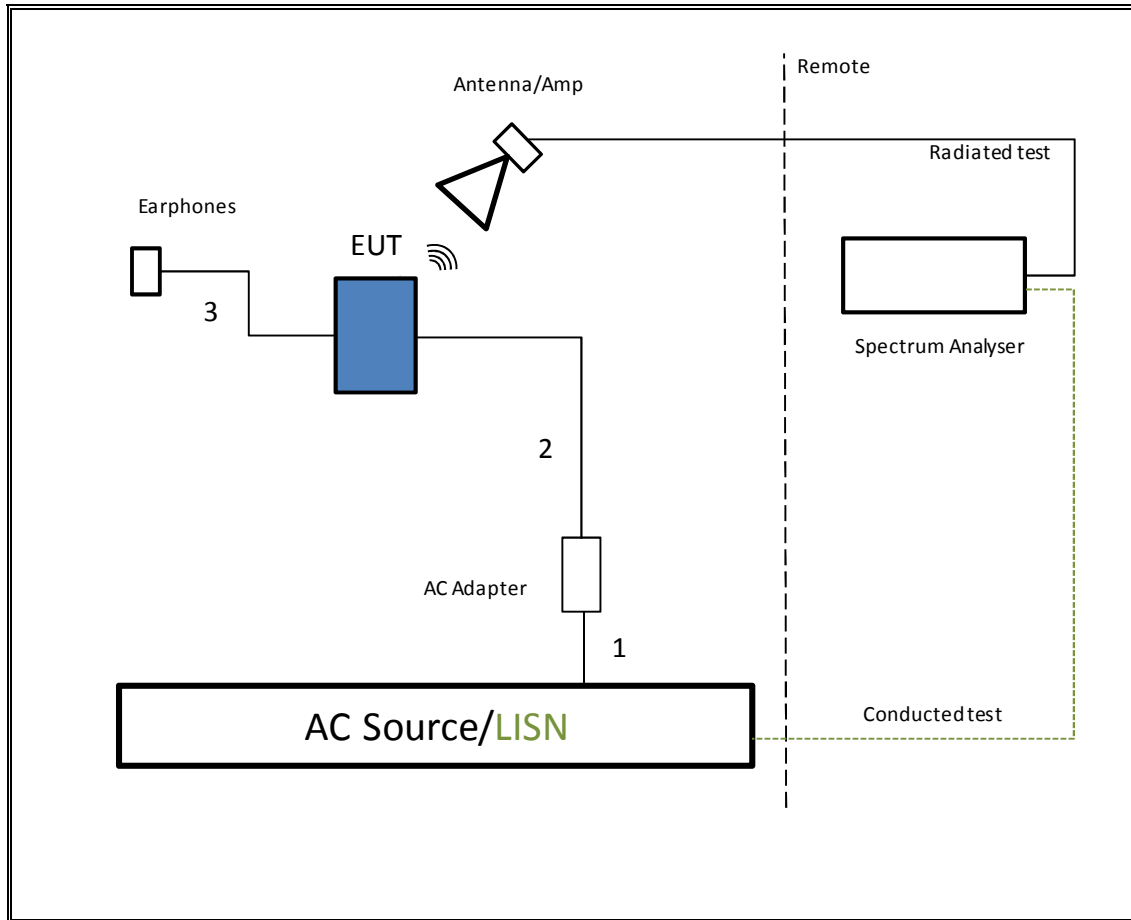 Remote
Antenna/Amp
Radiated test
Earphones
EUT
3
Spectrum Analyser
2
AC Adapter
1
AC Source/LISN
Conducted test